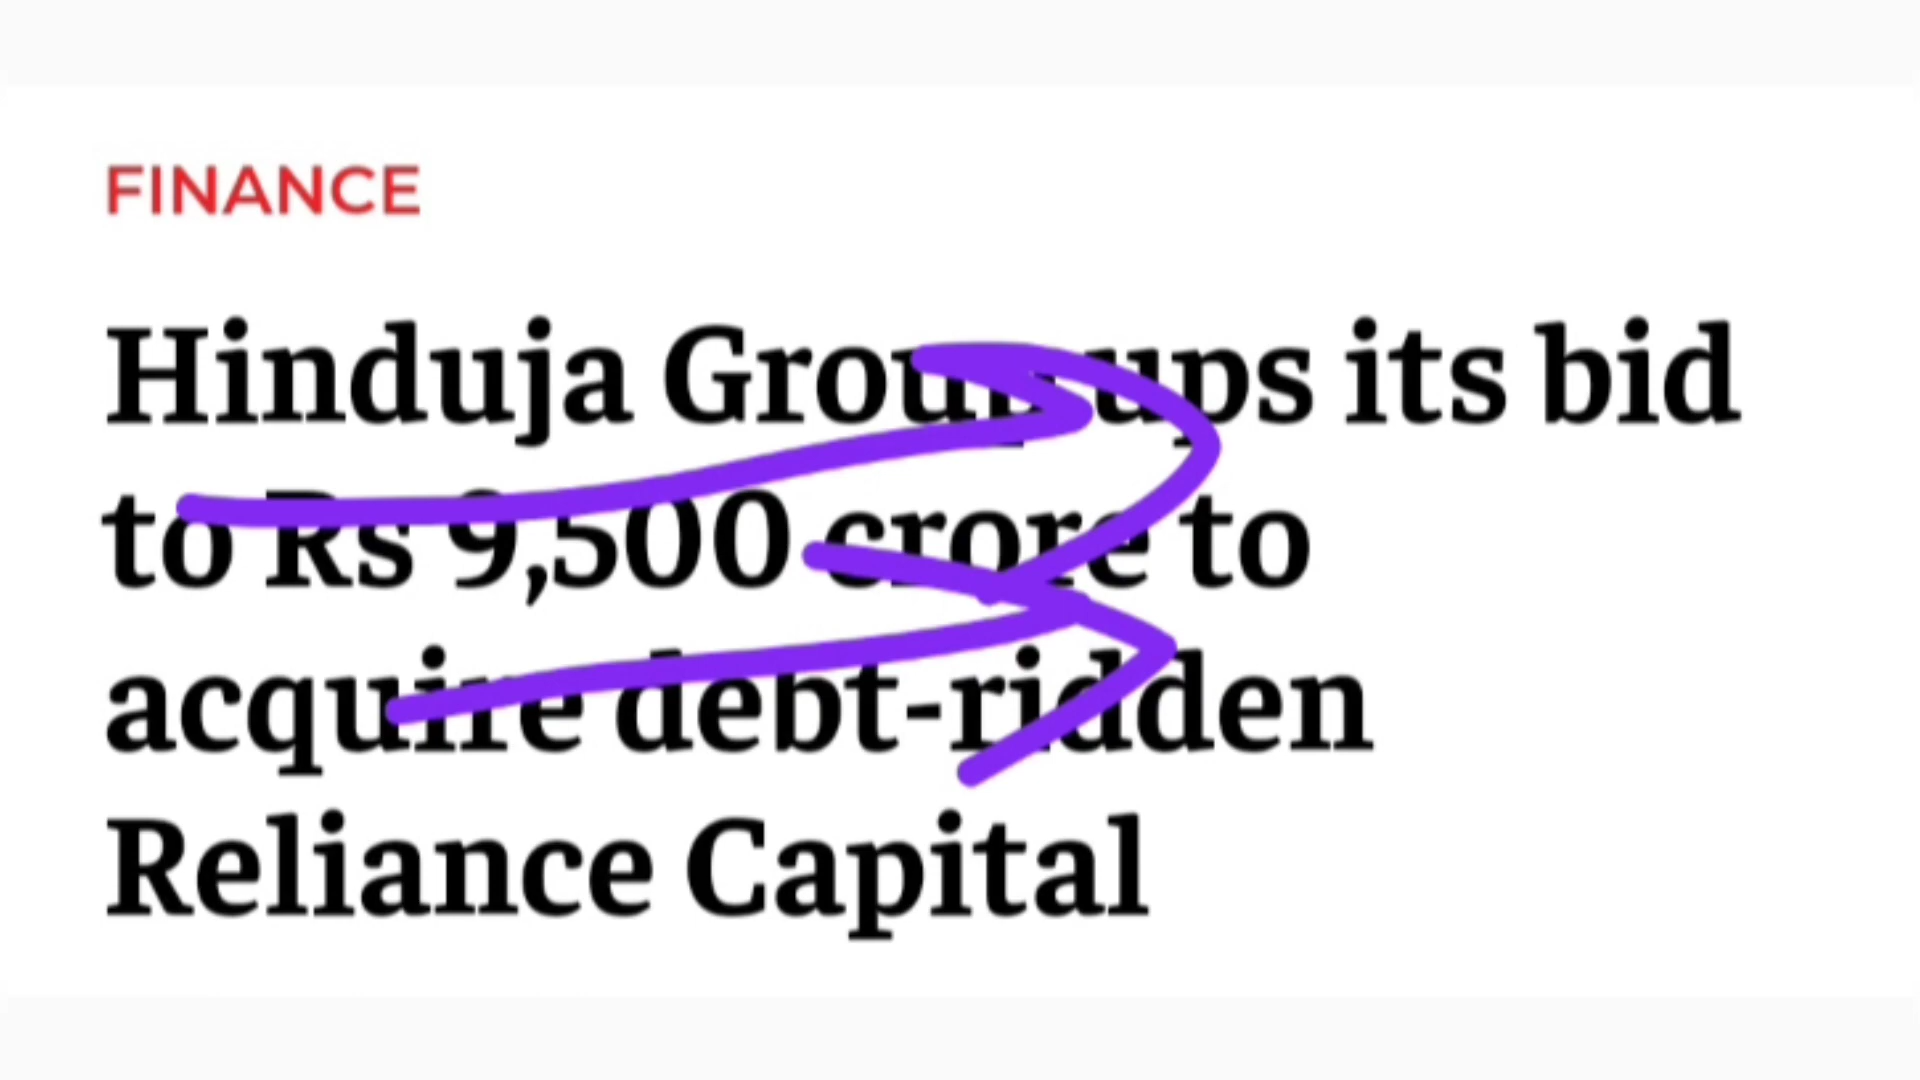 FINANCE
Hinduja Group ups its bid
to Rs 9,500 crore to
acquire debt-ridden
Reliance Capital